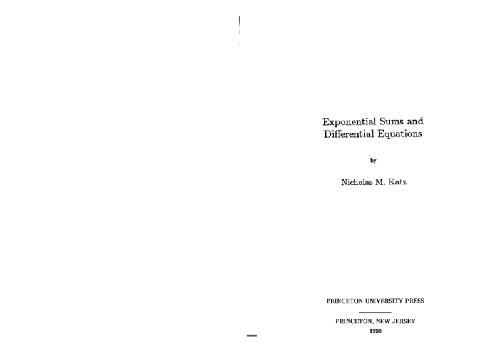 Exponential Sums and
Differential Equations
by
Nicholas M. Katz
PRINCETON UNIVERSITY PRESS
PRINCETON, NEW JERSEY
1990